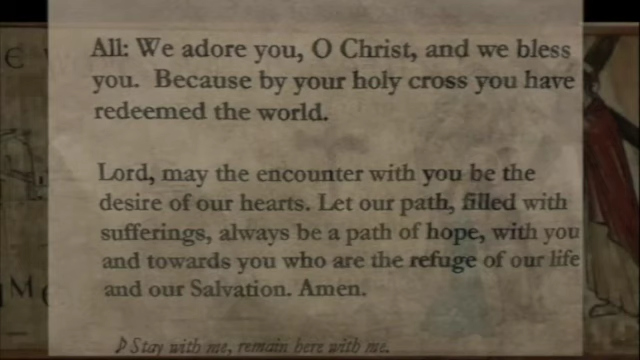 All: We adore you, O Christ, and we bless
you. Because by your holy cross you have
redeemed the world.
Lord, may the encounter with you be the
desire of our hearts. Let our path, filled with
sufferings, always be a path of hope, with you
and towards you who are the refuge of our life
and our Salvation. Amen.
Stay with me, remain here with me.